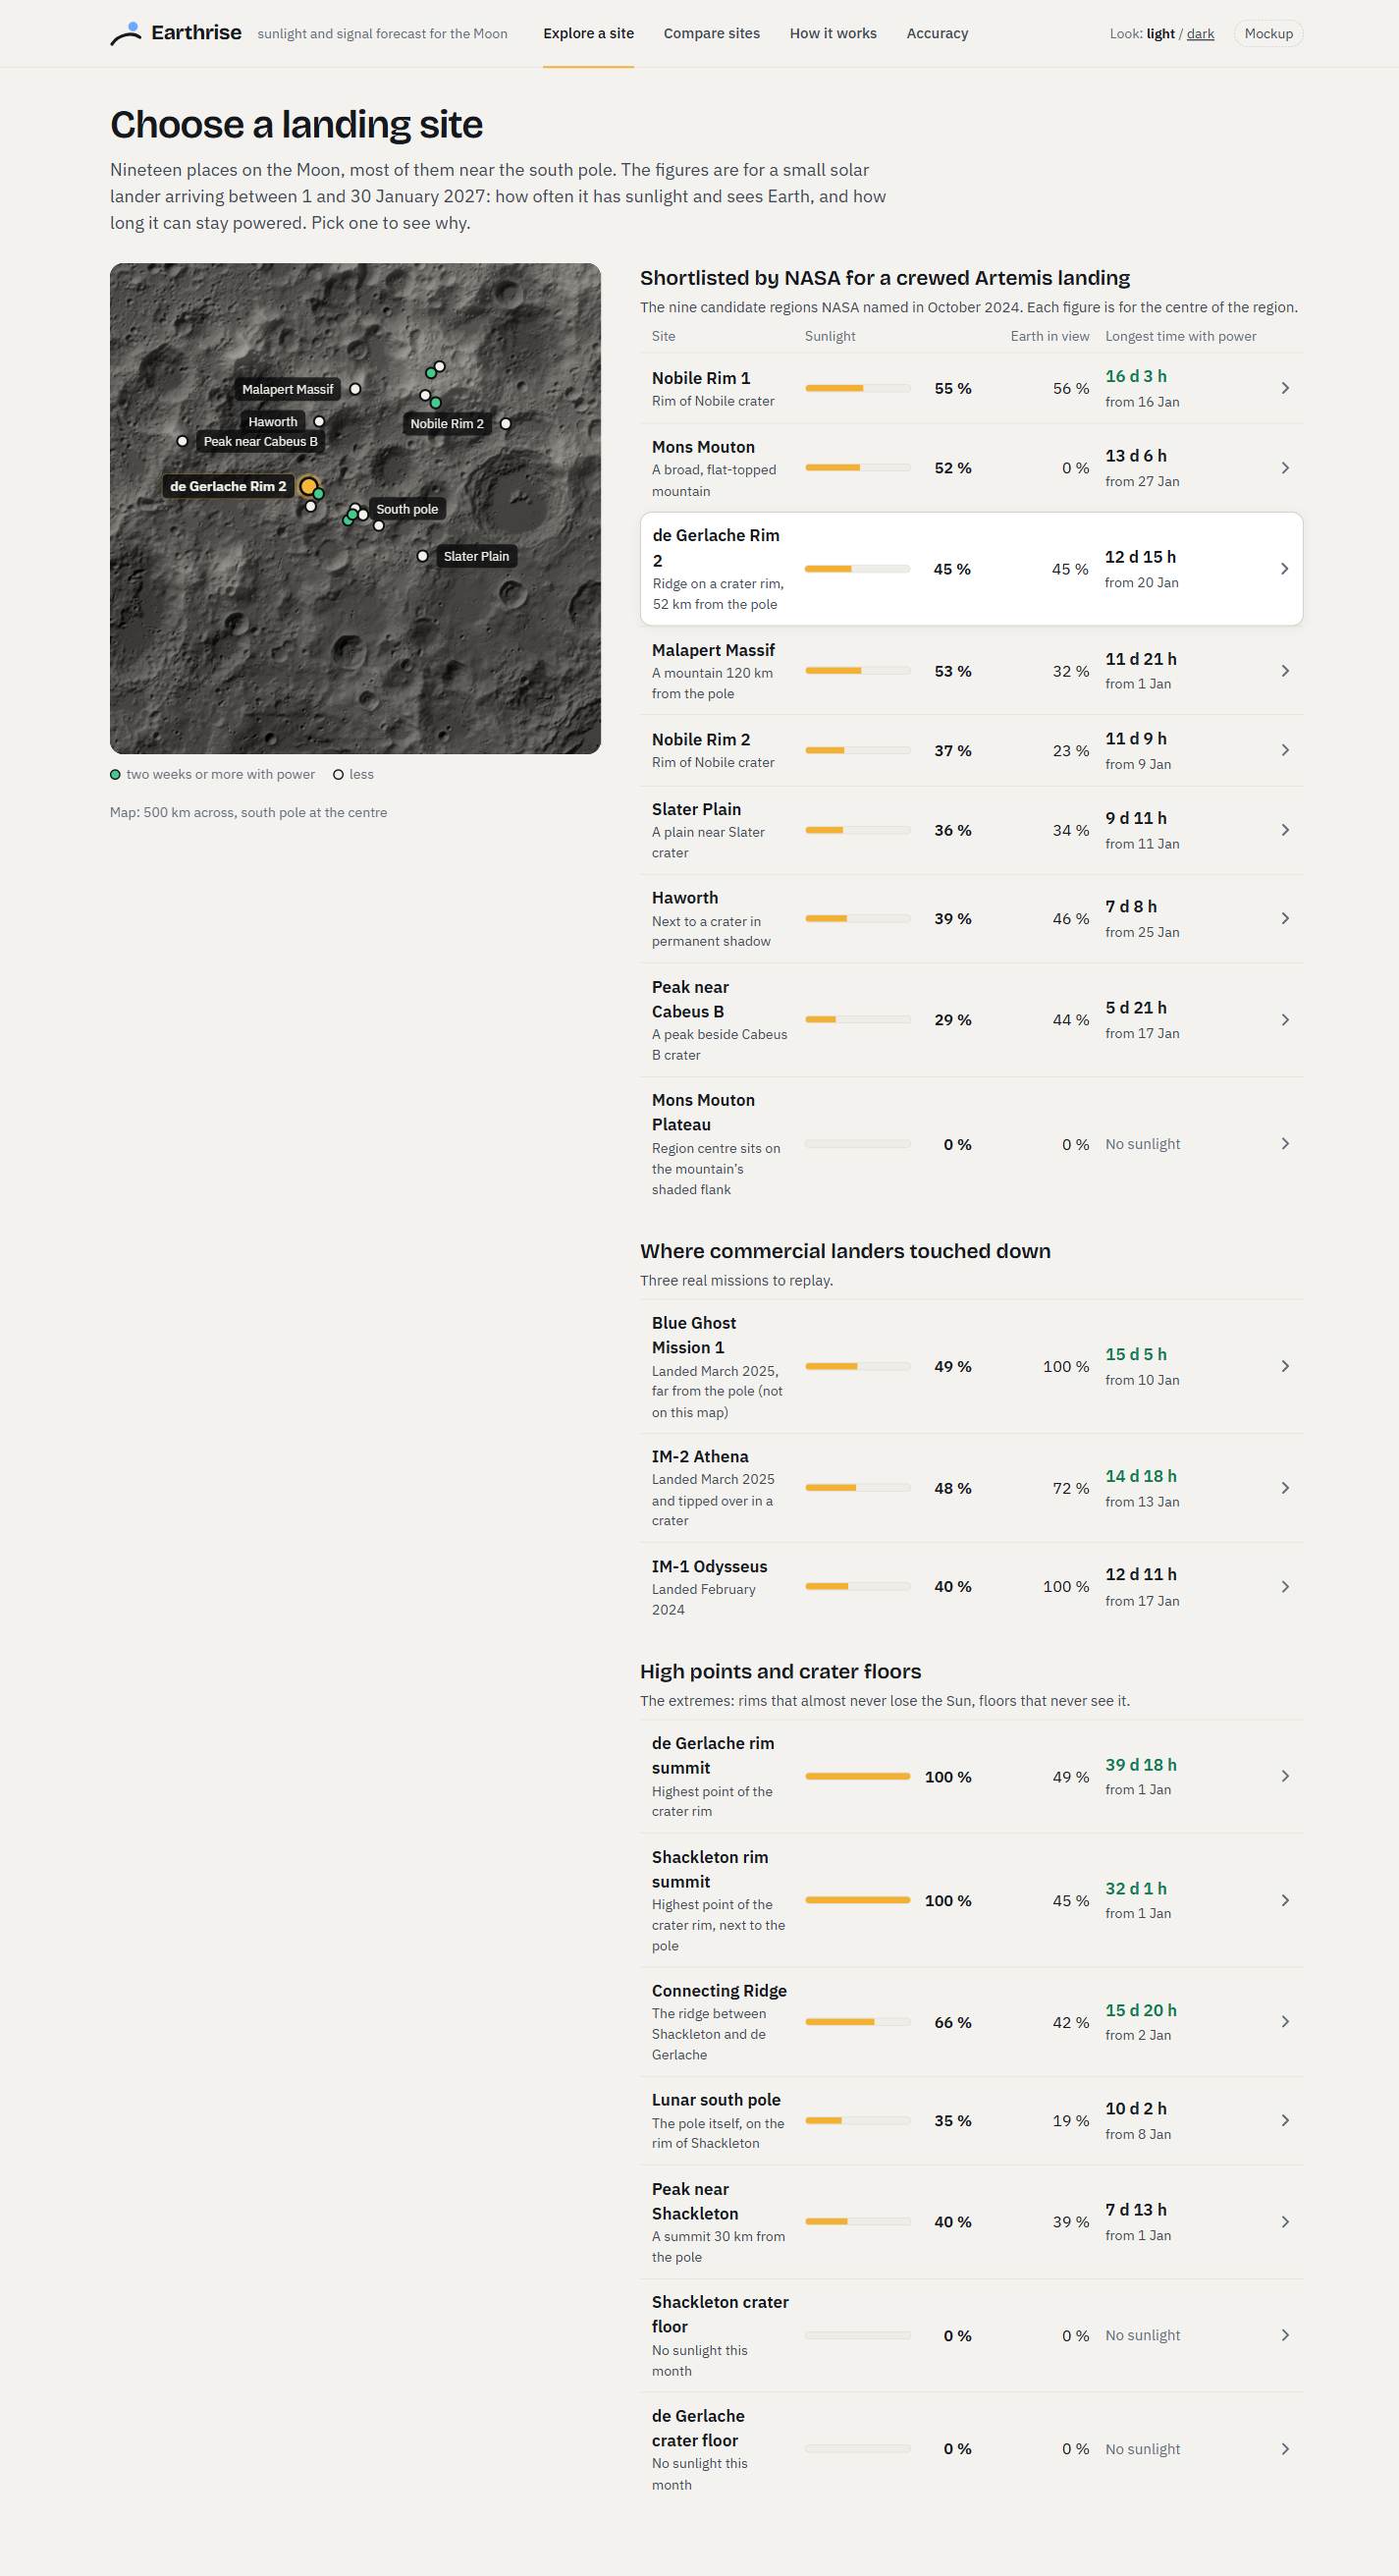 Earthrise
sunlight and signal forecast for the Moon
Explore a site
Compare sites
How it works
Accuracy
Look: light / dark
Mockup
Choose a landing site
Nineteen places on the Moon, most of them near the south pole. The figures are for a small solar
lander arriving between 1 and 30 January 2027: how often it has sunlight and sees Earth, and how
long it can stay powered. Pick one to see why.
Malapert Massif
Haworth
Nobile Rim 2
Peak near Cabeus B
de Gerlache Rim 2
South pole
Slater Plain
two weeks or more with power
less
Map: 500 km across, south pole at the centre
Shortlisted by NASA for a crewed Artemis landing
The nine candidate regions NASA named in October 2024. Each figure is for the centre of the region.
Site
Sunlight
Earth in view
Longest time with power
Nobile Rim 1
Rim of Nobile crater
55 %
56 %
16 d 3 h
from 16 Jan
Mons Mouton
A broad, flat-topped
mountain
52 %
0 %
13 d 6 h
from 27 Jan
de Gerlache Rim
2
Ridge on a crater rim,
52 km from the pole
45 %
45 %
12 d 15 h
from 20 Jan
Malapert Massif
A mountain 120 km
from the pole
53 %
32 %
11 d 21 h
from 1 Jan
Nobile Rim 2
Rim of Nobile crater
37 %
23 %
11 d 9 h
from 9 Jan
Slater Plain
A plain near Slater
crater
36 %
34 %
9 d 11 h
from 11 Jan
Haworth
Next to a crater in
permanent shadow
39 %
46 %
7 d 8 h
from 25 Jan
Peak near
Cabeus B
A peak beside Cabeus
B crater
29 %
44 %
5 d 21 h
from 17 Jan
Mons Mouton
Plateau
Region centre sits on
the mountain’s
shaded flank
0 %
0 %
No sunlight
Where commercial landers touched down
Three real missions to replay.
Blue Ghost
Mission 1
Landed March 2025,
far from the pole (not
on this map)
49 %
100 %
15 d 5 h
from 10 Jan
IM-2 Athena
Landed March 2025
and tipped over in a
crater
48 %
72 %
14 d 18 h
from 13 Jan
IM-1 Odysseus
Landed February
2024
40 %
100 %
12 d 11 h
from 17 Jan
High points and crater floors
The extremes: rims that almost never lose the Sun, floors that never see it.
de Gerlache rim
summit
Highest point of the
crater rim
100 %
49 %
39 d 18 h
from 1 Jan
Shackleton rim
summit
Highest point of the
crater rim, next to the
pole
100 %
45 %
32 d 1 h
from 1 Jan
Connecting Ridge
The ridge between
Shackleton and de
Gerlache
66 %
42 %
15 d 20 h
from 2 Jan
Lunar south pole
The pole itself, on the
rim of Shackleton
35 %
19 %
10 d 2 h
from 8 Jan
Peak near
Shackleton
A summit 30 km from
the pole
40 %
39 %
7 d 13 h
from 1 Jan
Shackleton crater
floor
No sunlight this
month
0 %
0 %
No sunlight
de Gerlache
crater floor
No sunlight this
month
0 %
0 %
No sunlight